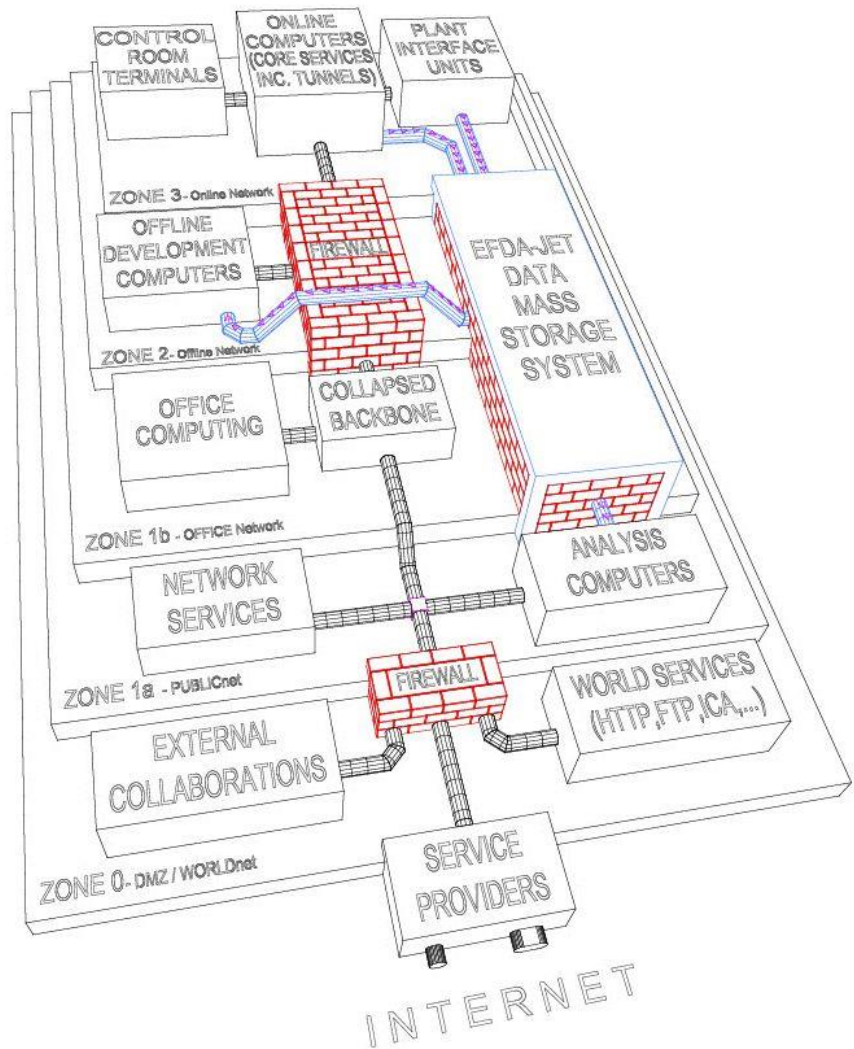 CONTROL
ROOM
TERMINALS
ONLINE
COMPUTERS
(CORE SERVICES
INC. TUNNELS)
PLANT
INTERFACE
UNITS
ZONE 3 - Online Network
OFFLINE
DEVELOPMENT
COMPUTERS
FIREWALL
EFDA-JET
DATA
MASS
STORAGE
SYSTEM
ZONE 2 - Offline Network
OFFICE
COMPUTING
COLLAPSED
BACKBONE
ZONE 1b - OFFICE Network
NETWORK
SERVICES
ANALYSIS
COMPUTERS
ZONE 1a - PUBLICnet
FIREWALL
WORLD SERVICES
(HTTP,FTP,ICA,...)
EXTERNAL
COLLABORATIONS
ZONE 0 - DMZ / WORLDnet
SERVICE
PROVIDERS
INTERNET